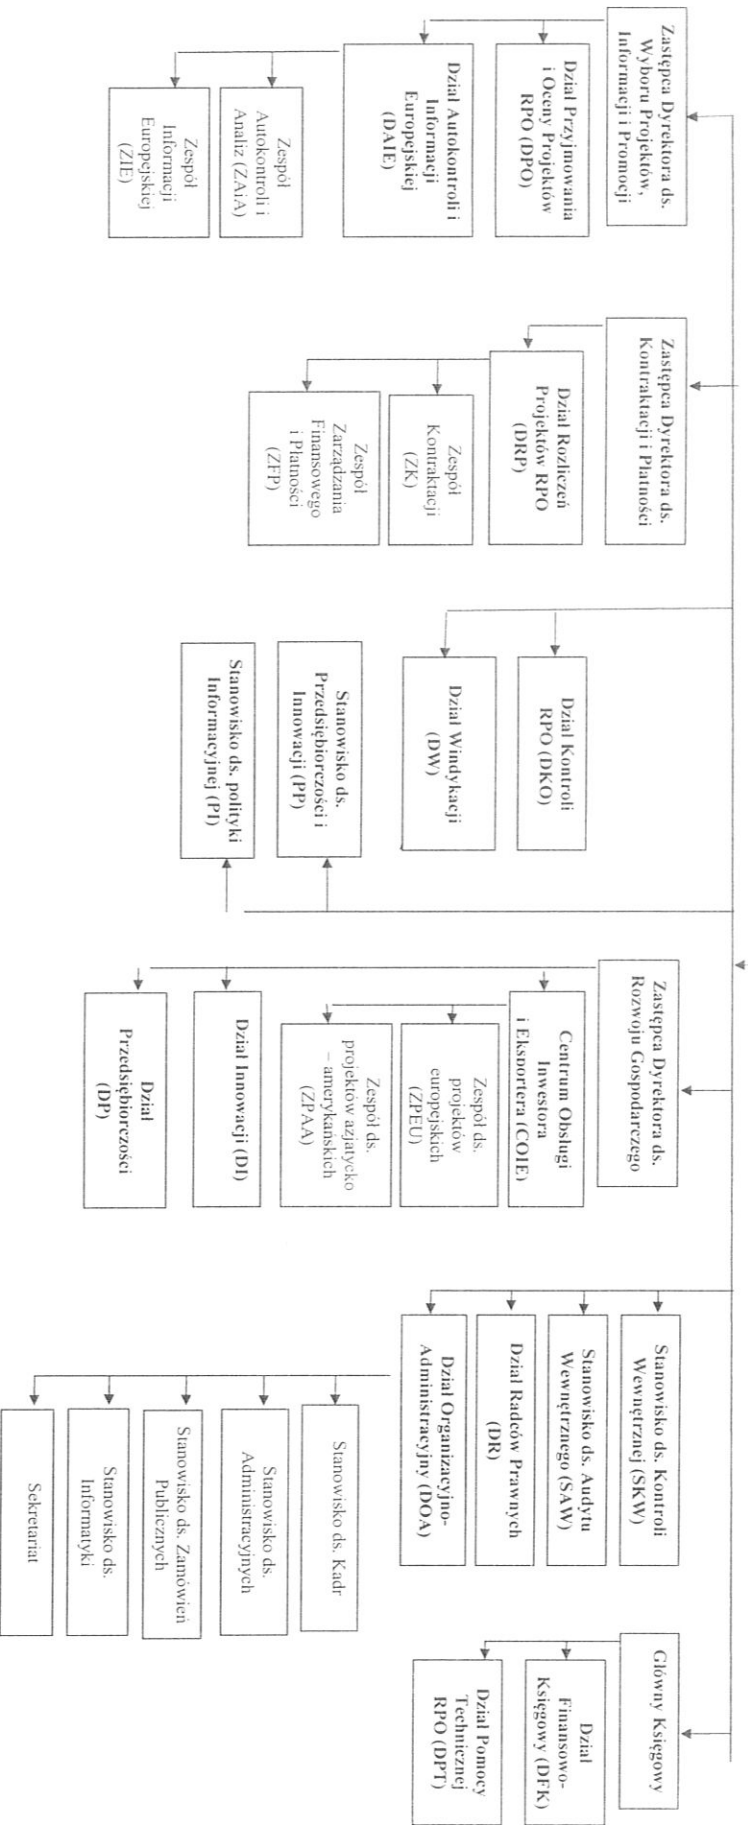 Zastępca Dyrektora ds.
Wyboru Projektów,
Informacji i Promocji
Dział Przyjmowania
i Oceny Projektów
RPO (DPO)
Dział Autokontroli i
Informacji
Europejskiej
(DAIE)
Zespół
Autokontroli i
Analiz (ZAiA)
Zespół
Informacji
Europejskiej
(ZIE)
Zastępca Dyrektora ds.
Kontraktacji i Płatności
Dział Rozliczeń
Projektów RPO
(DRP)
Zespół
Kontraktacji
(ZK)
Zespół
Zarządzania
Finansowego
i Płatności
(ZFP)
Dział Kontroli
RPO (DKO)
Dział Windykacji
(DW)
Stanowisko ds.
Przedsiębiorczości i
Innowacji (PP)
Stanowisko ds. polityki
Informacyjnej (PI)
Zastępca Dyrektora ds.
Rozwoju Gospodarczego
Centrum Obsługi
Inwestora
i Eksportera (COIE)
Zespół ds.
projektów
europejskich
(ZPEU)
Zespół ds.
projektów azjatycko
– amerykańskich
(ZPAA)
Dział Innowacji (DI)
Dział
Przedsiębiorczości
(DP)
Stanowisko ds. Kontroli
Wewnętrznej (SKW)
Stanowisko ds. Audytu
Wewnętrznego (SAW)
Dział Radców Prawnych
(DR)
Dział Organizacyjno-
Administracyjny (DOA)
Stanowisko ds. Kadr
Stanowisko ds.
Administracyjnych
Stanowisko ds. Zamówień
Publicznych
Stanowisko ds.
Informatyki
Sekretariat
Główny Księgowy
Dział
Finansowo-
Księgowy (DFK)
Dział Pomocy
Technicznej
RPO (DPT)